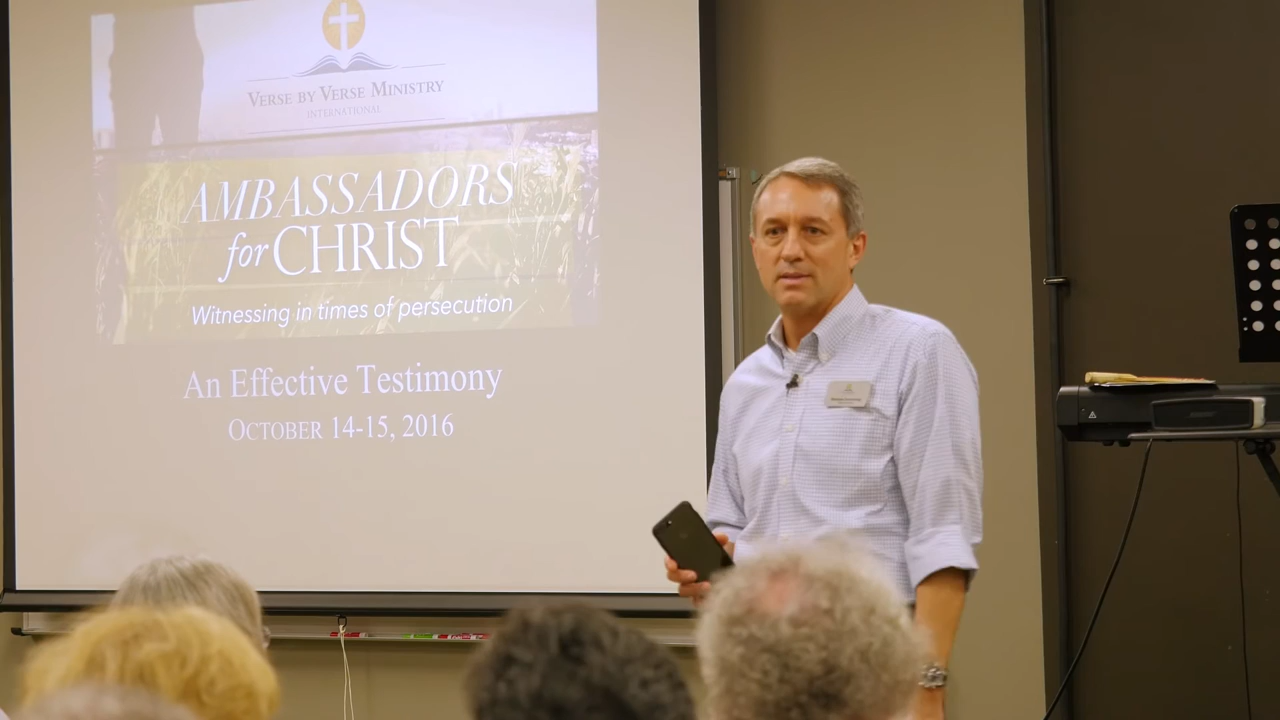 VERSE BY VERSE MINISTRY
INTERNATIONAL
AMBASSADORS
for CHRIST
Witnessing in times of persecution
An Effective Testimony
OCTOBER 14-15, 2016